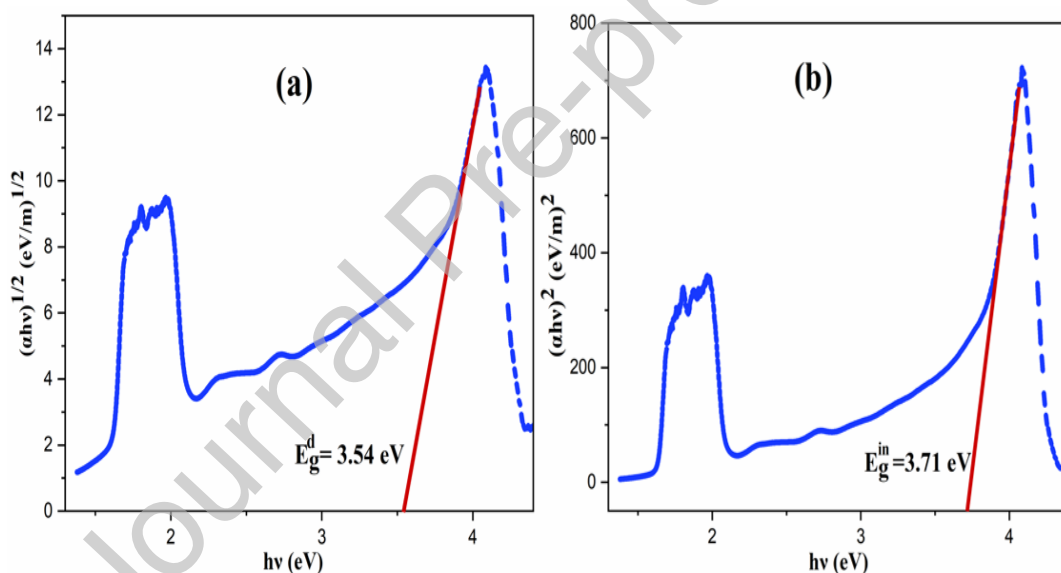 Journal Pre-pr
(a)
14
12
10
8
6
4
2
0
(αhν)^1/2 (eV/m)^1/2
E_g^d= 3.54 eV
2
3
4
hν (eV)
(b)
800
600
400
200
0
(αhν)^2 (eV/m)^2
E_g^in=3.71 eV
2
3
4
hν (eV)